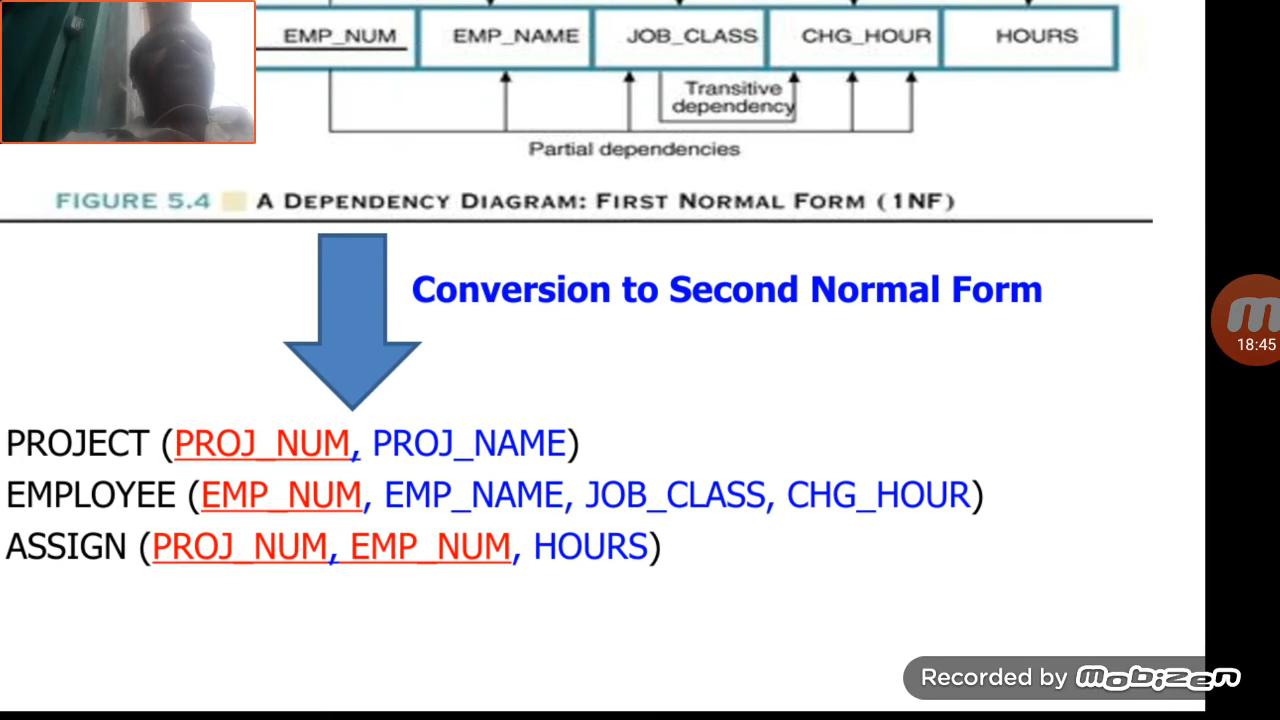 EMP_NUM EMP_NAME JOB_CLASS CHG_HOUR HOURS
Transitive
dependency
Partial dependencies
FIGURE 5.4 A DEPENDENCY DIAGRAM: FIRST NORMAL FORM (1NF)
Conversion to Second Normal Form
18:45
PROJECT (PROJ_NUM, PROJ_NAME)
EMPLOYEE (EMP_NUM, EMP_NAME, JOB_CLASS, CHG_HOUR)
ASSIGN (PROJ_NUM, EMP_NUM, HOURS)
Recorded by mobizen